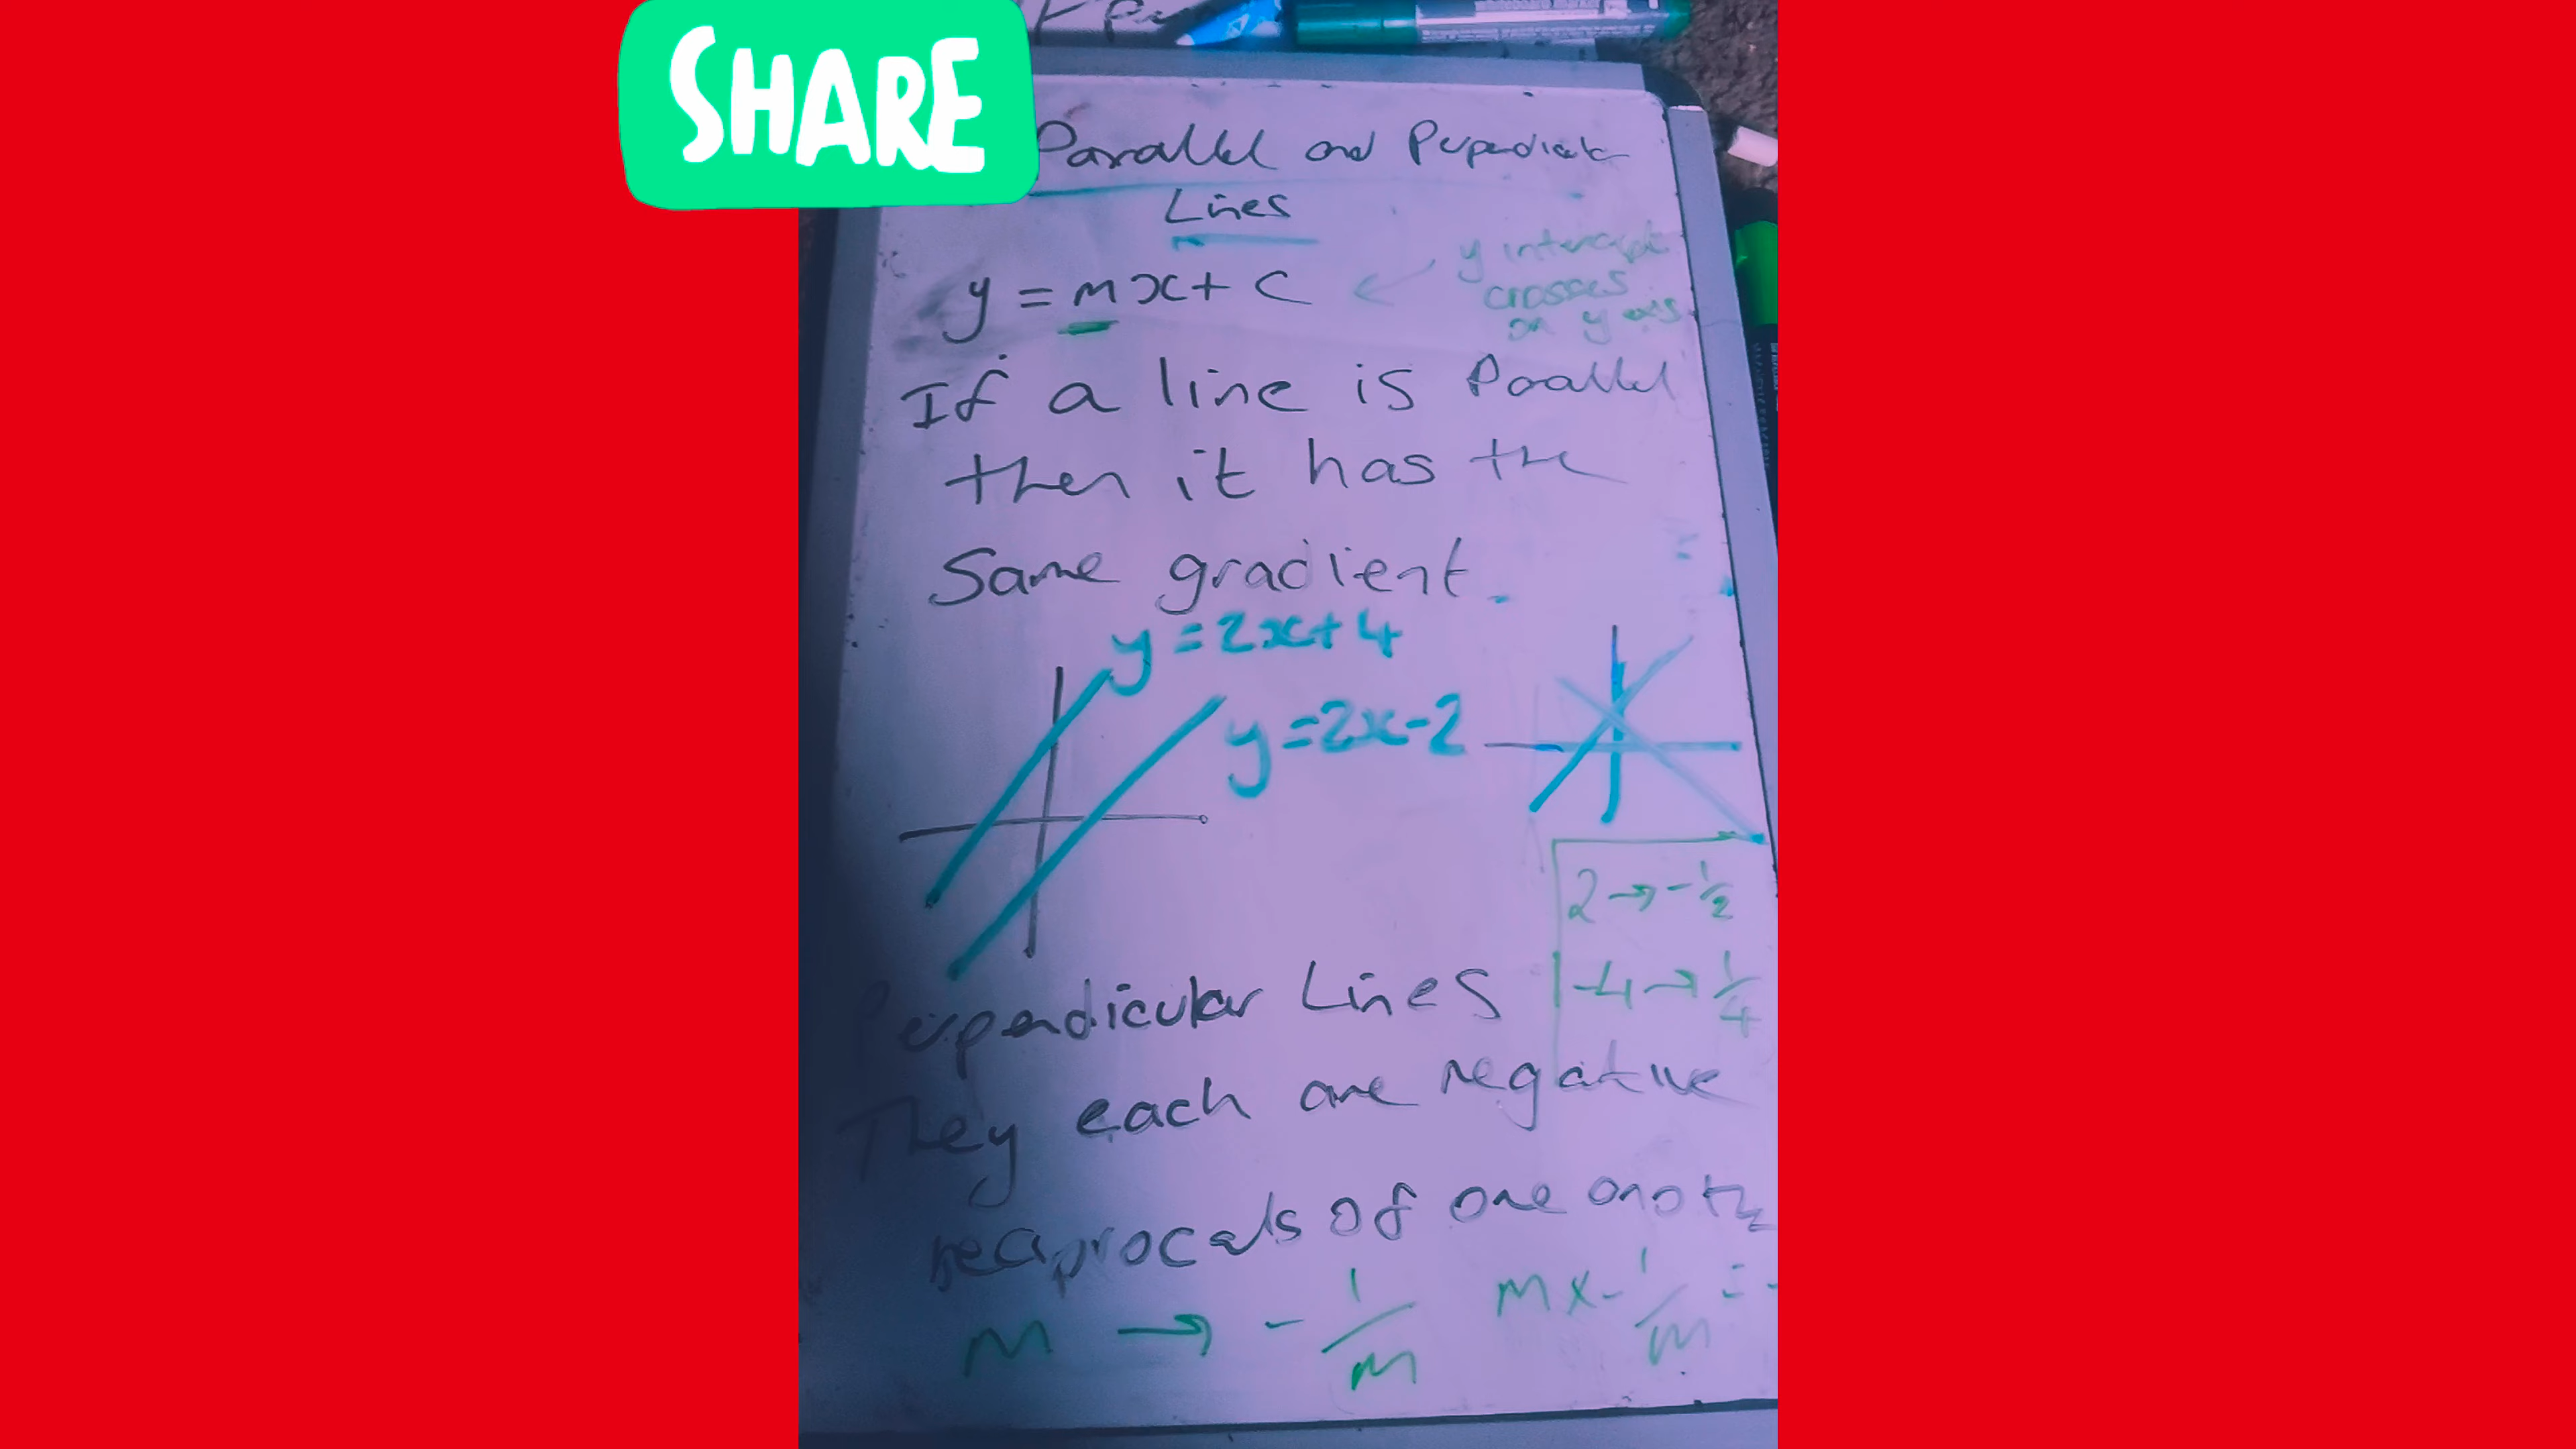 SHARE
Parallel and Perpendicular
Lines
y = mx + c
y intercept
crosses
on y axis
If a line is Parallel
then it has the
Same gradient.
y = 2x + 4
y = 2x - 2
2 → -1/2
-4 → 1/4
Perpendicular Lines
They each are negative
reciprocals of one anoth
m → - 1/m
m x - 1/m = -